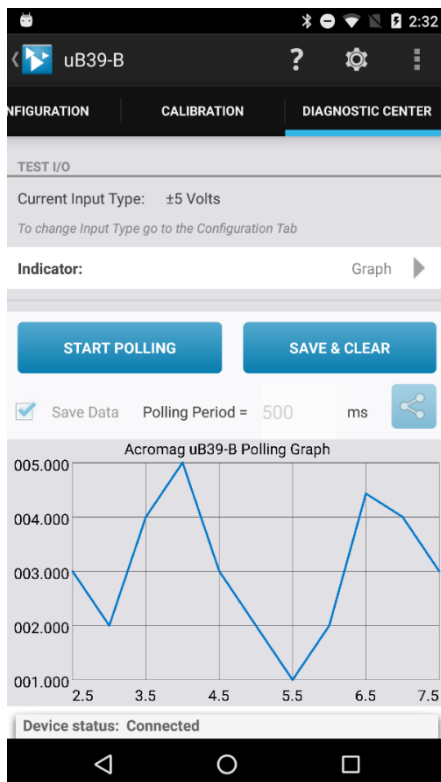 2:32
uB39-B ?
NFIGURATION CALIBRATION DIAGNOSTIC CENTER
TEST I/O
Current Input Type: ±5 Volts
To change Input Type go to the Configuration Tab
Indicator: Graph
START POLLING SAVE & CLEAR
Save Data Polling Period = 500 ms
Acromag uB39-B Polling Graph
005.000
004.000
003.000
002.000
001.000
2.5 3.5 4.5 5.5 6.5 7.5
Device status: Connected